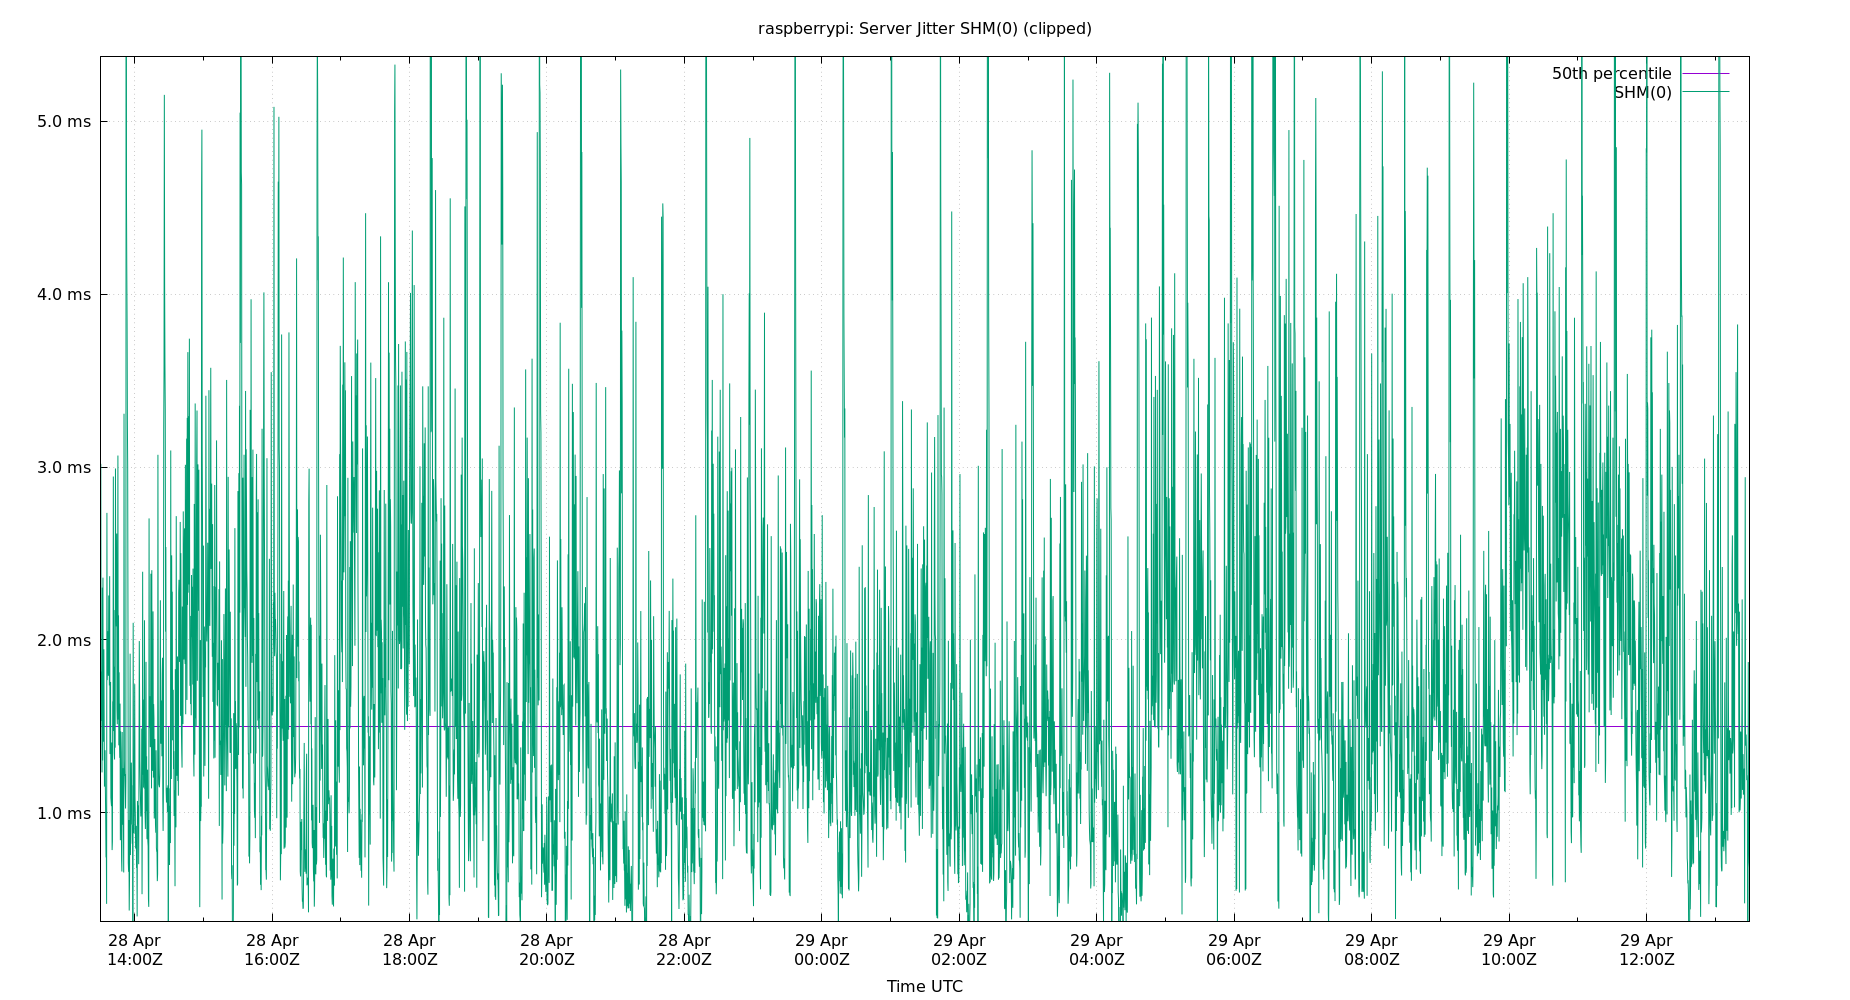 raspberrypi: Server Jitter SHM(0) (clipped)
50th percentile
SHM(0)
5.0 ms
4.0 ms
3.0 ms
2.0 ms
1.0 ms
28 Apr 28 Apr 28 Apr 28 Apr 28 Apr 29 Apr 29 Apr 29 Apr 29 Apr 29 Apr 29 Apr 29 Apr
14:00Z 16:00Z 18:00Z 20:00Z 22:00Z 00:00Z 02:00Z 04:00Z 06:00Z 08:00Z 10:00Z 12:00Z
Time UTC